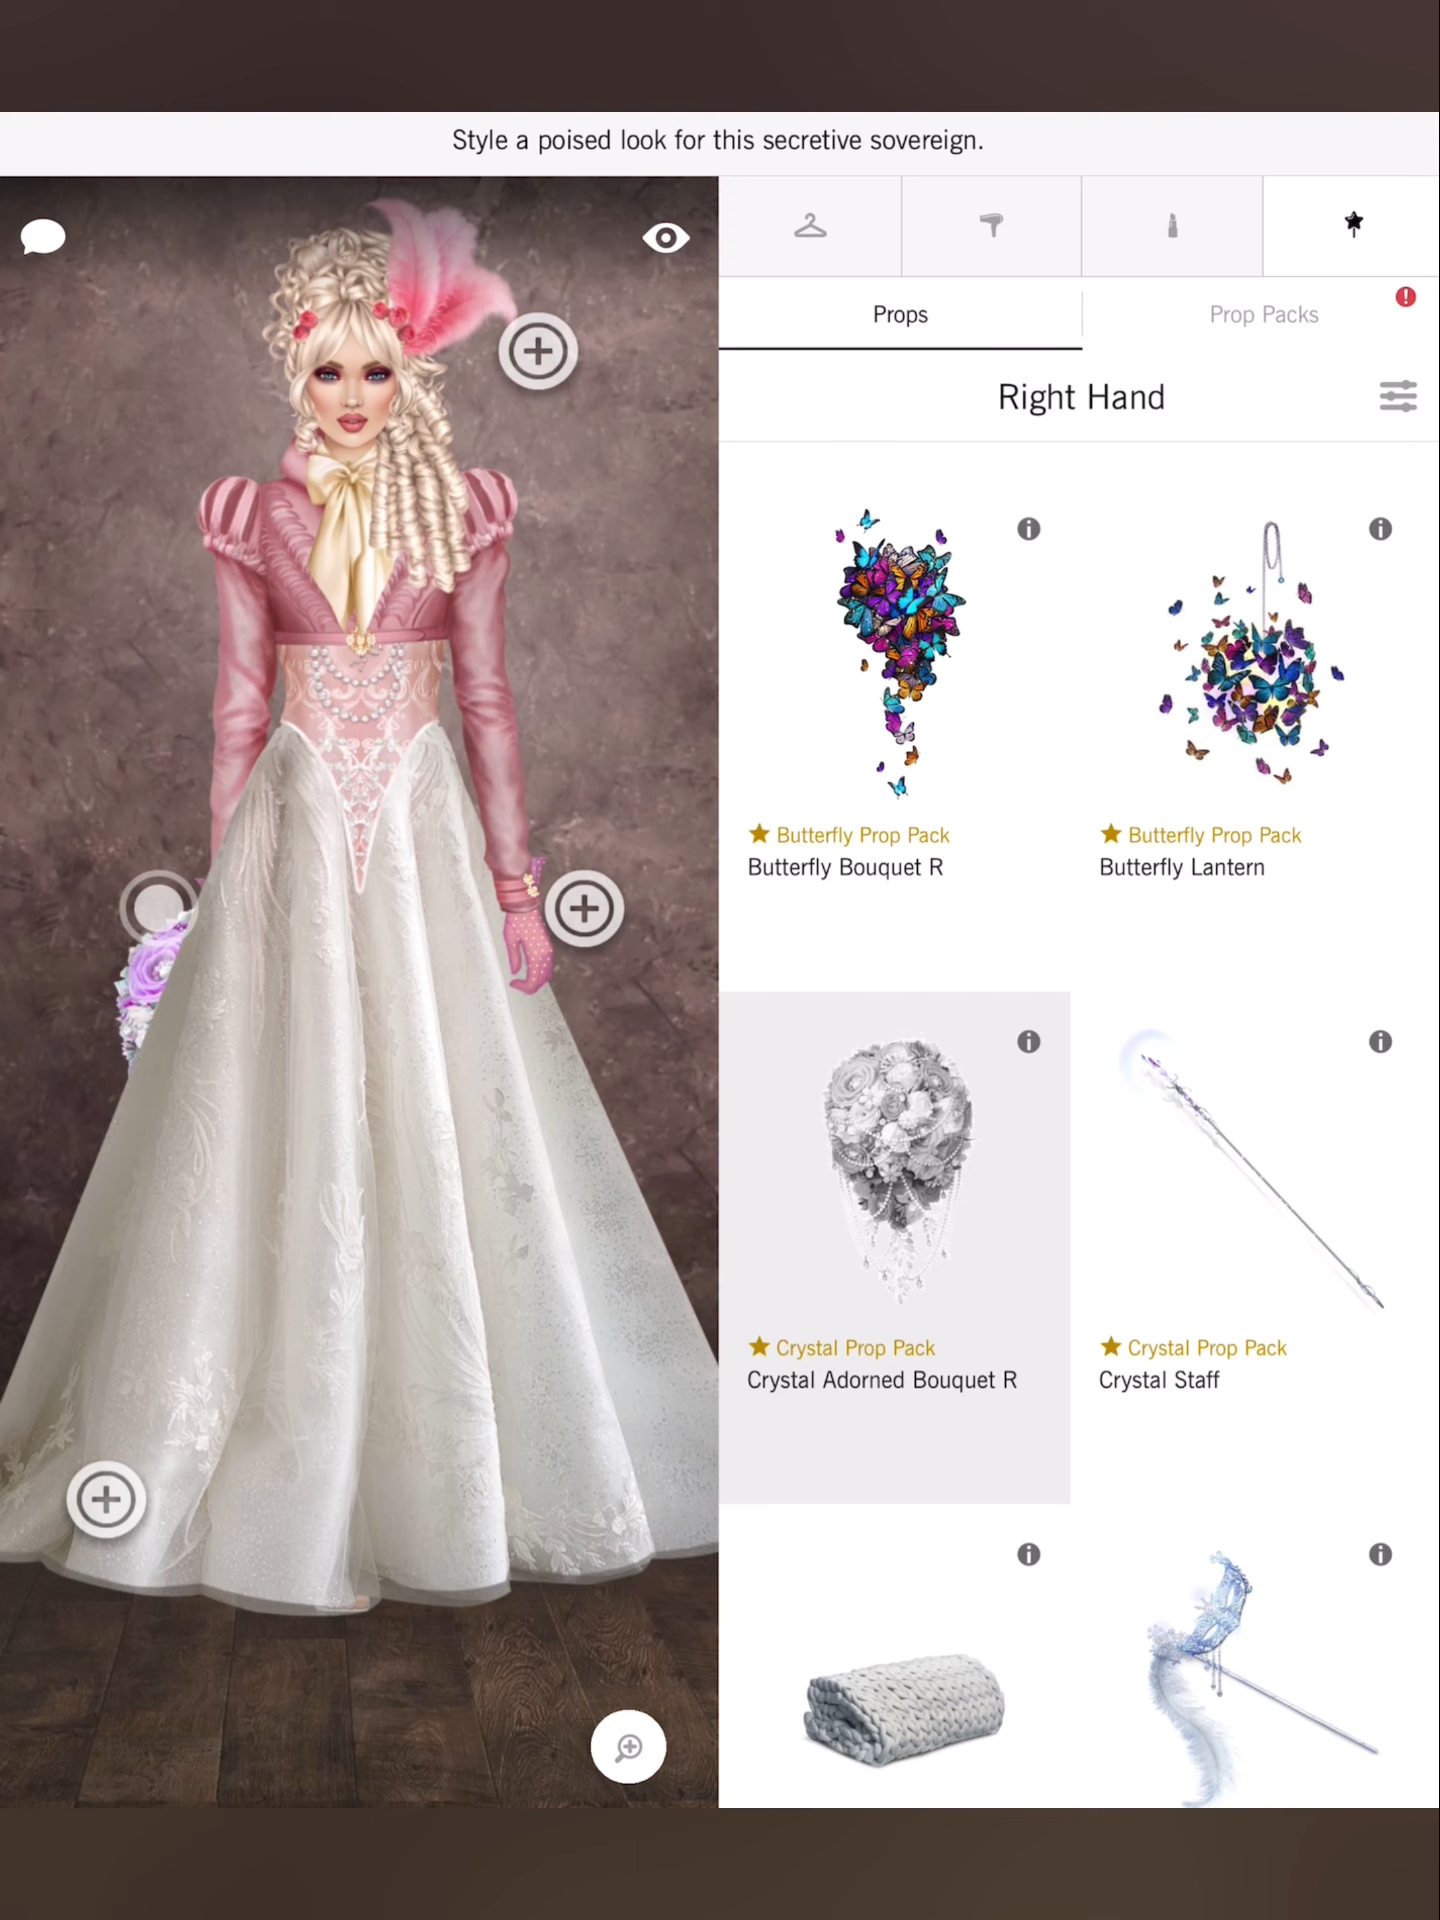 Style a poised look for this secretive sovereign.
Props
Prop Packs
Right Hand
Butterfly Prop Pack
Butterfly Bouquet R
Butterfly Prop Pack
Butterfly Lantern
Crystal Prop Pack
Crystal Adorned Bouquet R
Crystal Prop Pack
Crystal Staff